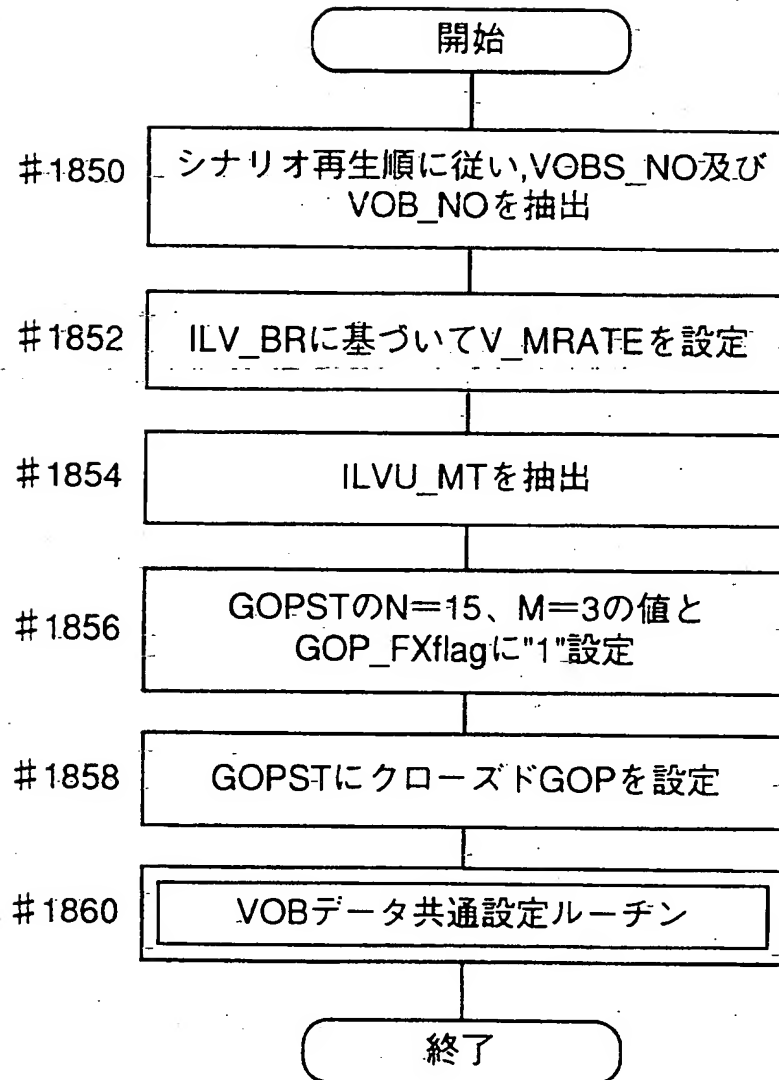 開始
#1850
シナリオ再生順に従い,VOBS_NO及び
VOB_NOを抽出
#1852
ILV_BRに基づいてV_MRATEを設定
#1854
ILVU_MTを抽出
#1856
GOPSTのN=15、M=3の値と
GOP_FXflagに"1"設定
#1858
GOPSTにクローズドGOPを設定
#1860
VOBデータ共通設定ルーチン
終了